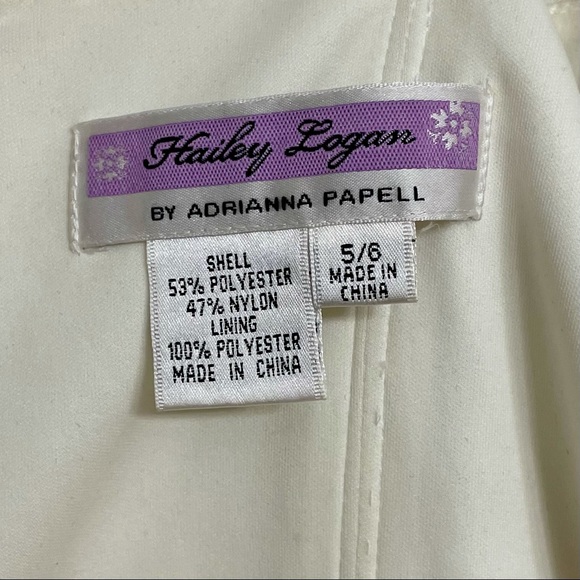 Hailey Logan
BY ADRIANNA PAPELL
SHELL
53% POLYESTER
47% NYLON
LINING
100% POLYESTER
MADE IN CHINA
5/6
MADE IN
CHINA